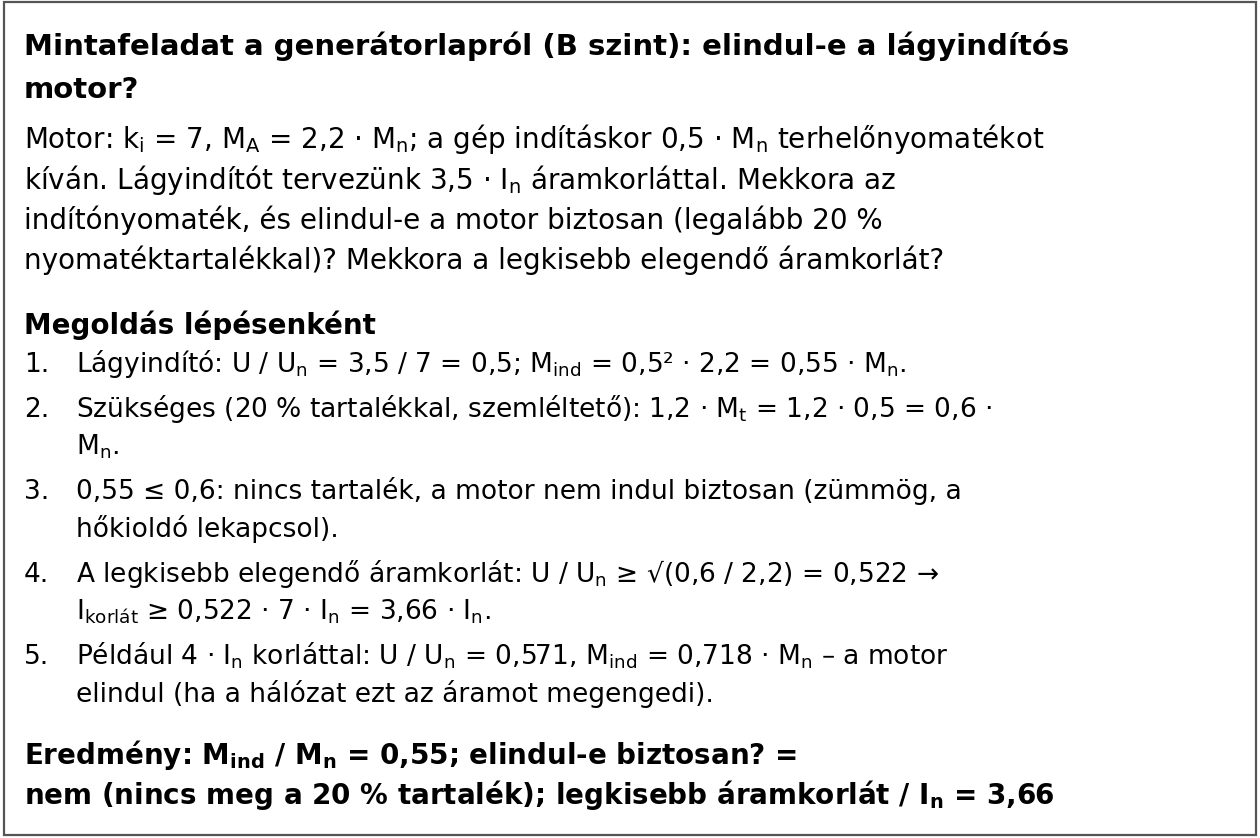 Mintafeladat a generátorlapról (B szint): elindul-e a lágyindítós
motor?
Motor: kᵢ = 7, M_A = 2,2 · Mₙ; a gép indításkor 0,5 · Mₙ terhelőnyomatékot
kíván. Lágyindítót tervezünk 3,5 · Iₙ áramkorláttal. Mekkora az
indítónyomaték, és elindul-e a motor biztosan (legalább 20 %
nyomatéktartalékkal)? Mekkora a legkisebb elegendő áramkorlát?
Megoldás lépésenként
1. Lágyindító: U / Uₙ = 3,5 / 7 = 0,5; M_ind = 0,5² · 2,2 = 0,55 · Mₙ.
2. Szükséges (20 % tartalékkal, szemléltető): 1,2 · Mₜ = 1,2 · 0,5 = 0,6 ·
Mₙ.
3. 0,55 ≤ 0,6: nincs tartalék, a motor nem indul biztosan (zümmög, a
hőkioldó lekapcsol).
4. A legkisebb elegendő áramkorlát: U / Uₙ ≥ √(0,6 / 2,2) = 0,522 →
I_korlát ≥ 0,522 · 7 · Iₙ = 3,66 · Iₙ.
5. Például 4 · Iₙ korláttal: U / Uₙ = 0,571, M_ind = 0,718 · Mₙ – a motor
elindul (ha a hálózat ezt az áramot megengedi).
Eredmény: M_ind / Mₙ = 0,55; elindul-e biztosan? =
nem (nincs meg a 20 % tartalék); legkisebb áramkorlát / Iₙ = 3,66